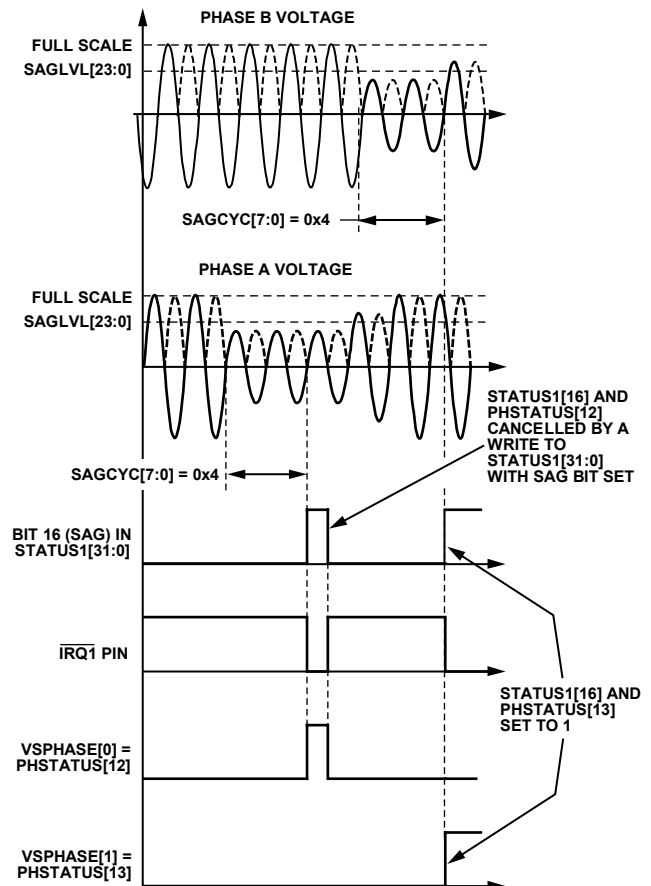 PHASE B VOLTAGE
FULL SCALE
SAGLVL[23:0]
SAGCYC[7:0] = 0x4
PHASE A VOLTAGE
FULL SCALE
SAGLVL[23:0]
STATUS1[16] AND
PHSTATUS[12]
CANCELLED BY A
WRITE TO
STATUS1[31:0]
WITH SAG BIT SET
SAGCYC[7:0] = 0x4
BIT 16 (SAG) IN
STATUS1[31:0]
IRQ1 PIN
STATUS1[16] AND
PHSTATUS[13]
SET TO 1
VSPHASE[0] =
PHSTATUS[12]
VSPHASE[1] =
PHSTATUS[13]